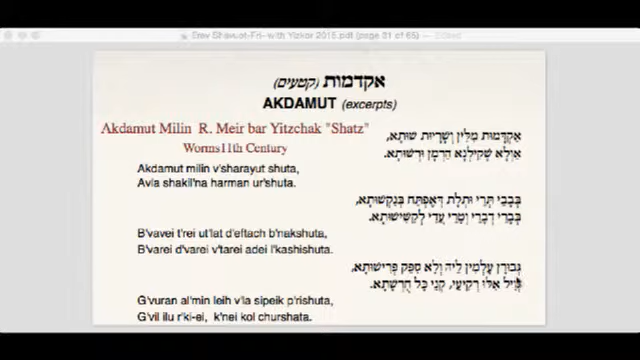 Erev Shavuot-Fri- with Yizkor 2015.pdf (page 31 of 65)
אקדמות (קטעים)
AKDAMUT (excerpts)
Akdamut Milin R. Meir bar Yitzchak "Shatz"
Worms11th Century
אַקְדָּמוּת מִלִּין וְשָׁרָיוּת שׁוּתָא,
אַוְלָא שָׁקִילְנָא הַרְמָן וּרְשׁוּתָא.
Akdamut milin v'sharayut shuta,
Avla shakil'na harman ur'shuta.
בְּבָבֵי תְּרֵי וּתְלָת דְּאֶפְתַּח בְּנַקְשׁוּתָא,
בְּבָרֵי דְבָרֵי וְטָרֵי עֲדֵי לְקַשִּׁישׁוּתָא.
B'vavei t'rei ut'lat d'eftach b'nakshuta,
B'varei d'varei v'tarei adei l'kashishuta.
גְּבוּרָן עָלְמִין לֵיהּ וְלָא סִפֵּק פְּרִישׁוּתָא,
גְּוִיל אִלּוּ רְקִיעֵי, קְנֵי כָּל חֻרְשָׁתָא.
G'vuran al'min leih v'la sipeik p'rishuta,
G'vil ilu r'ki-ei, k'nei kol churshata.